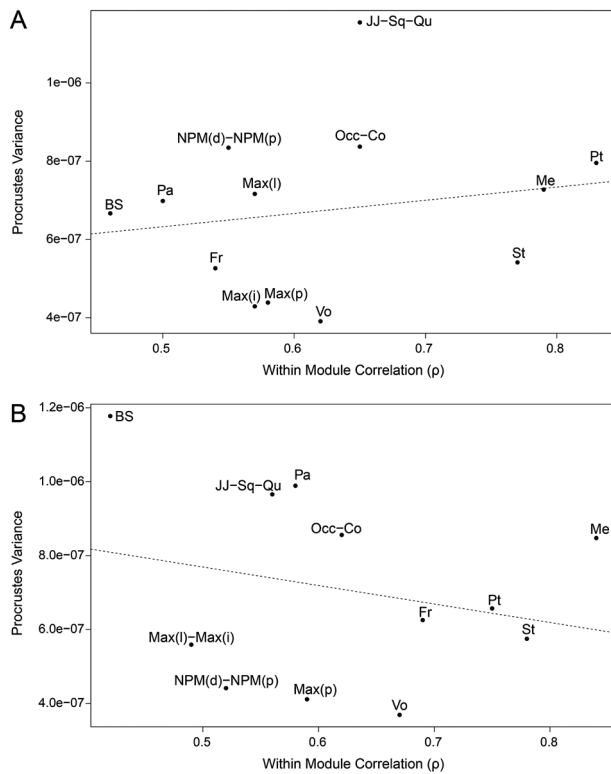 A
JJ−Sq−Qu
1e−06
NPM(d)−NPM(p)
Occ−Co
Pt
8e−07
Me
Max(l)
Pa
BS
Procrustes Variance
6e−07
Fr
St
Max(i)
Max(p)
Vo
4e−07
0.5 0.6 0.7 0.8
Within Module Correlation (ρ)
B
1.2e−06
BS
Pa
JJ−Sq−Qu
1.0e−06
Occ−Co
Me
8.0e−07
Procrustes Variance
Pt
Fr
St
6.0e−07
Max(l)−Max(i)
NPM(d)−NPM(p)
Max(p)
Vo
4.0e−07
0.5 0.6 0.7 0.8
Within Module Correlation (ρ)